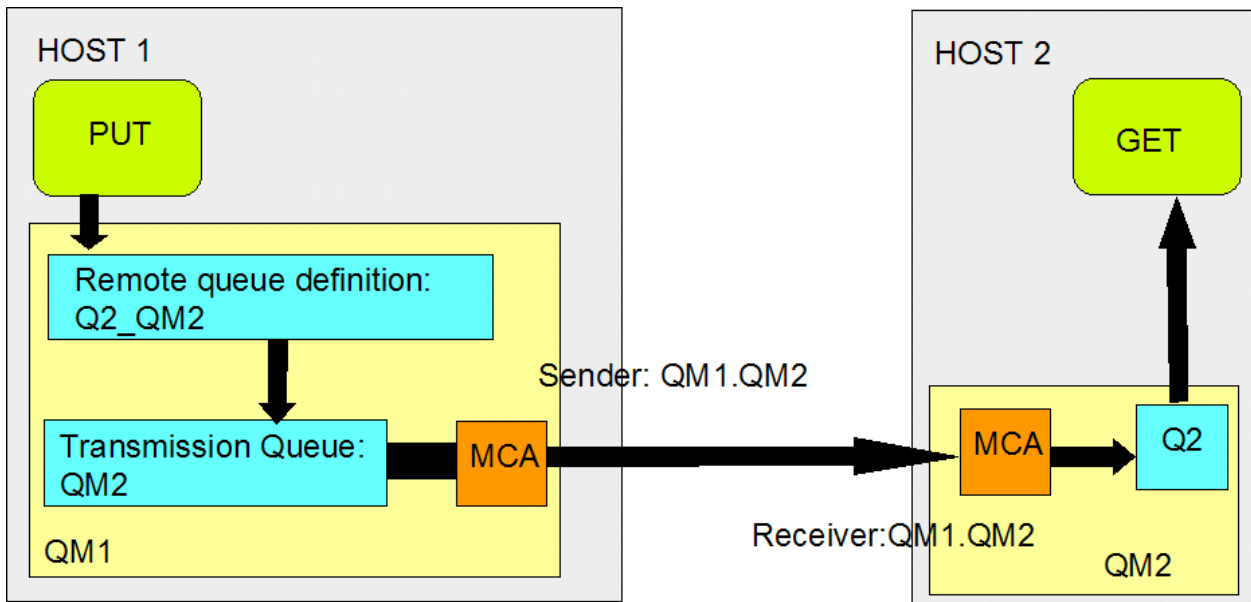 HOST 1
PUT
Remote queue definition:
Q2_QM2
Transmission Queue:
QM2
MCA
QM1
Sender: QM1.QM2
Receiver:QM1.QM2
HOST 2
GET
MCA
Q2
QM2